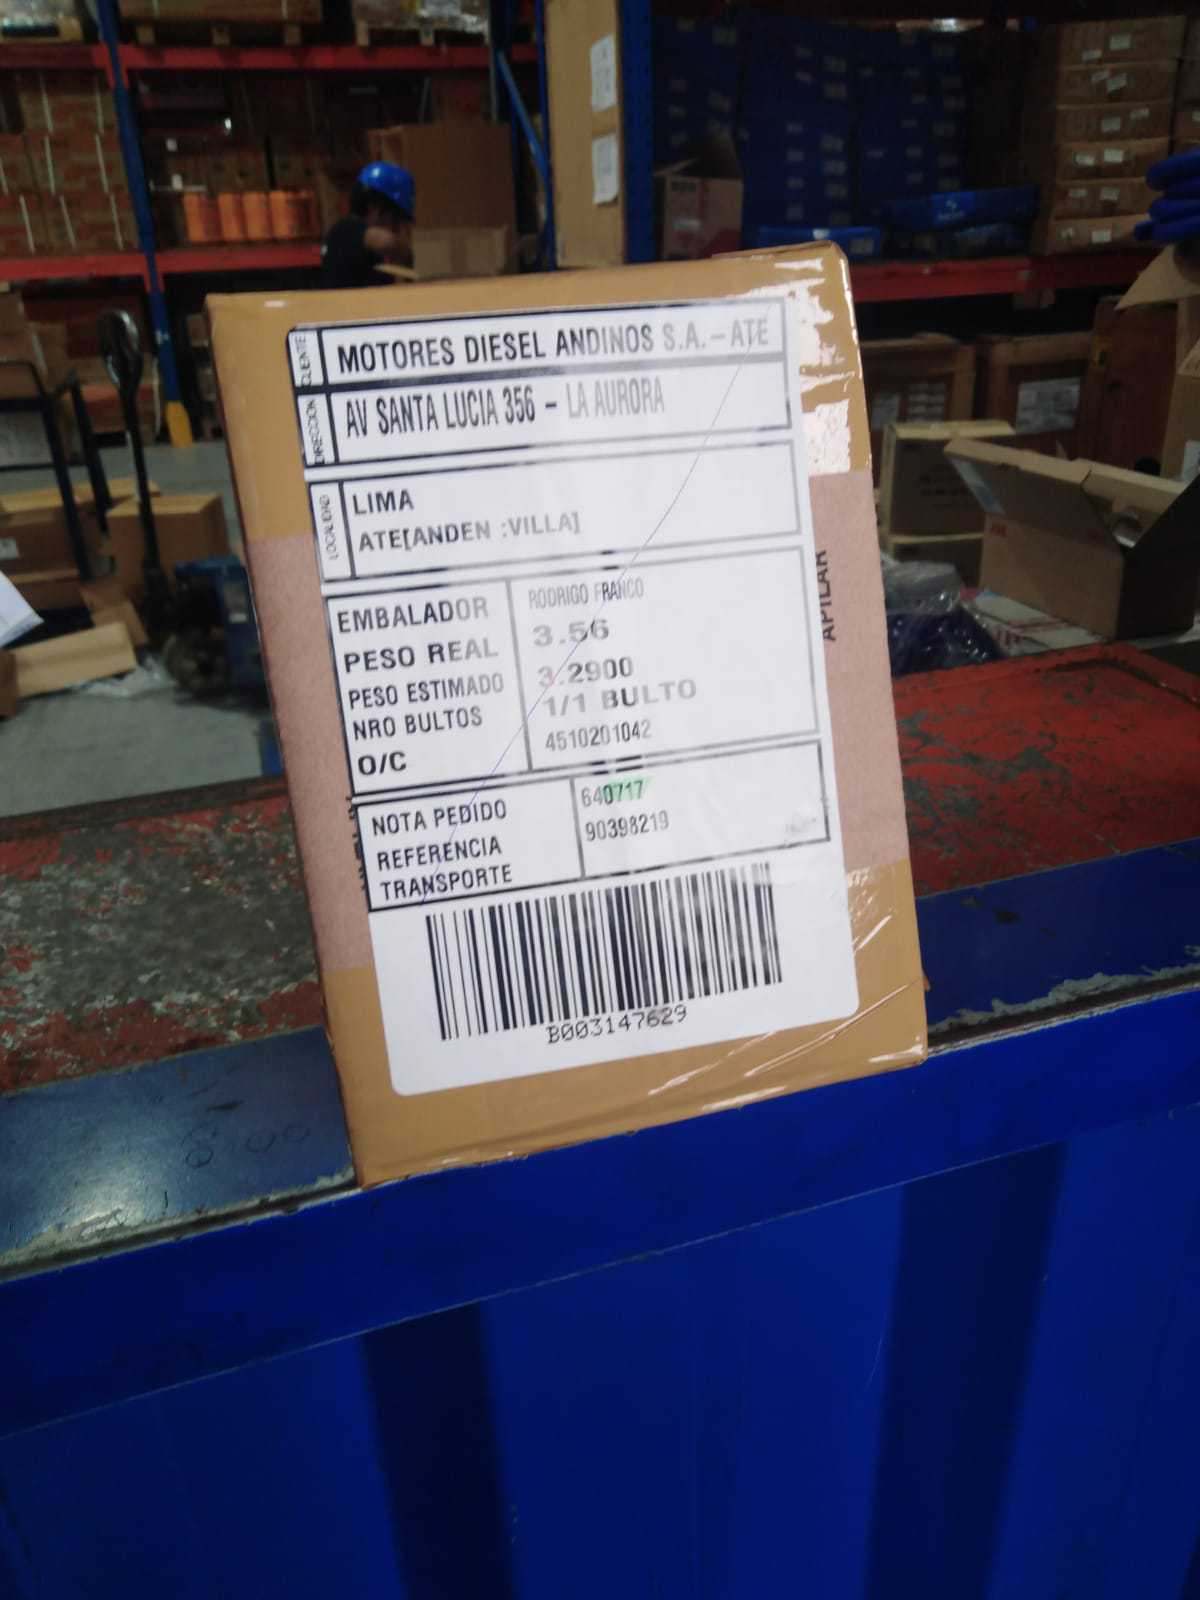 CLIENTE
MOTORES DIESEL ANDINOS S.A. - ATE
DIRECCION
AV SANTA LUCIA 356 - LA AURORA
LOCALIDAD
LIMA
ATE[ANDEN :VILLA]
EMBALADOR RODRIGO FRANCO
PESO REAL 3.56
PESO ESTIMADO 3.2900
NRO BULTOS 1/1 BULTO
O/C 4510201042
NOTA PEDIDO 640717
REFERENCIA 90398219
TRANSPORTE
B003147629
APILAR